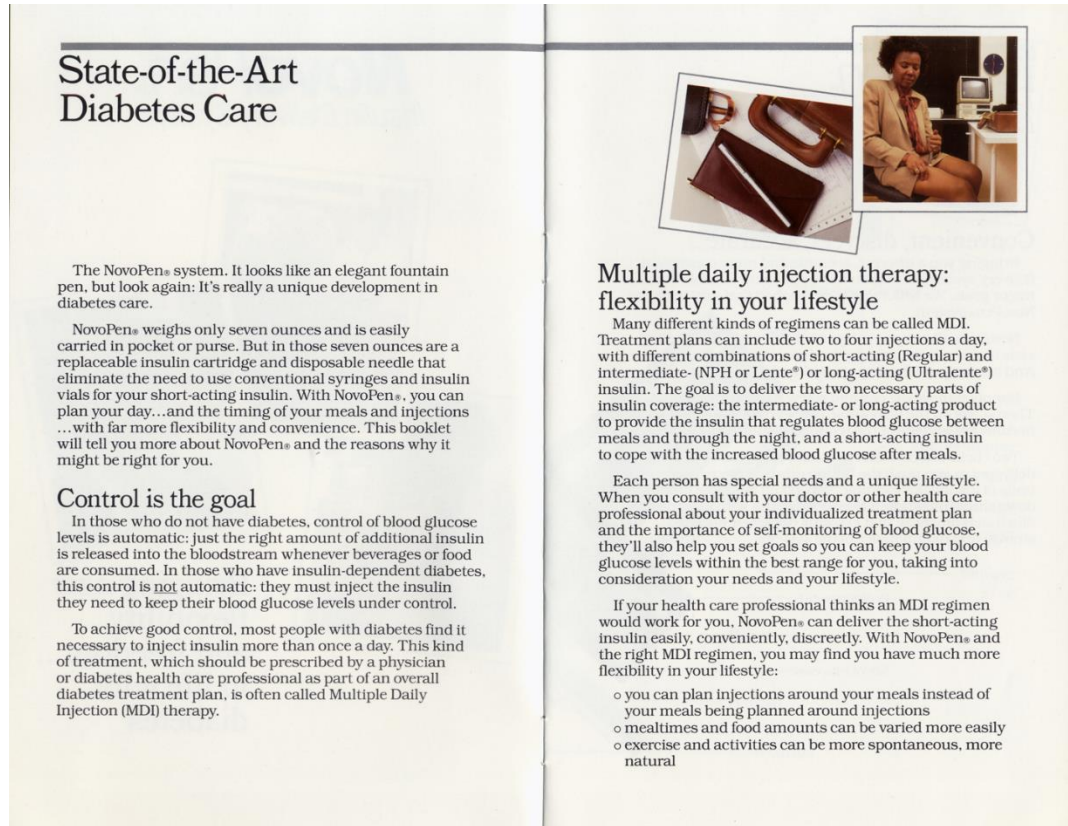 State-of-the-Art
Diabetes Care
The NovoPen® system. It looks like an elegant fountain
pen, but look again: It's really a unique development in
diabetes care.
NovoPen® weighs only seven ounces and is easily
carried in pocket or purse. But in those seven ounces are a
replaceable insulin cartridge and disposable needle that
eliminate the need to use conventional syringes and insulin
vials for your short-acting insulin. With NovoPen®, you can
plan your day...and the timing of your meals and injections
...with far more flexibility and convenience. This booklet
will tell you more about NovoPen® and the reasons why it
might be right for you.
Control is the goal
In those who do not have diabetes, control of blood glucose
levels is automatic: just the right amount of additional insulin
is released into the bloodstream whenever beverages or food
are consumed. In those who have insulin-dependent diabetes,
this control is not automatic: they must inject the insulin
they need to keep their blood glucose levels under control.
To achieve good control, most people with diabetes find it
necessary to inject insulin more than once a day. This kind
of treatment, which should be prescribed by a physician
or diabetes health care professional as part of an overall
diabetes treatment plan, is often called Multiple Daily
Injection (MDI) therapy.
Multiple daily injection therapy:
flexibility in your lifestyle
Many different kinds of regimens can be called MDI.
Treatment plans can include two to four injections a day,
with different combinations of short-acting (Regular) and
intermediate- (NPH or Lente®) or long-acting (Ultralente®)
insulin. The goal is to deliver the two necessary parts of
insulin coverage: the intermediate- or long-acting product
to provide the insulin that regulates blood glucose between
meals and through the night, and a short-acting insulin
to cope with the increased blood glucose after meals.
Each person has special needs and a unique lifestyle.
When you consult with your doctor or other health care
professional about your individualized treatment plan
and the importance of self-monitoring of blood glucose,
they'll also help you set goals so you can keep your blood
glucose levels within the best range for you, taking into
consideration your needs and your lifestyle.
If your health care professional thinks an MDI regimen
would work for you, NovoPen® can deliver the short-acting
insulin easily, conveniently, discreetly. With NovoPen® and
the right MDI regimen, you may find you have much more
flexibility in your lifestyle:
o you can plan injections around your meals instead of
your meals being planned around injections
o mealtimes and food amounts can be varied more easily
o exercise and activities can be more spontaneous, more
natural